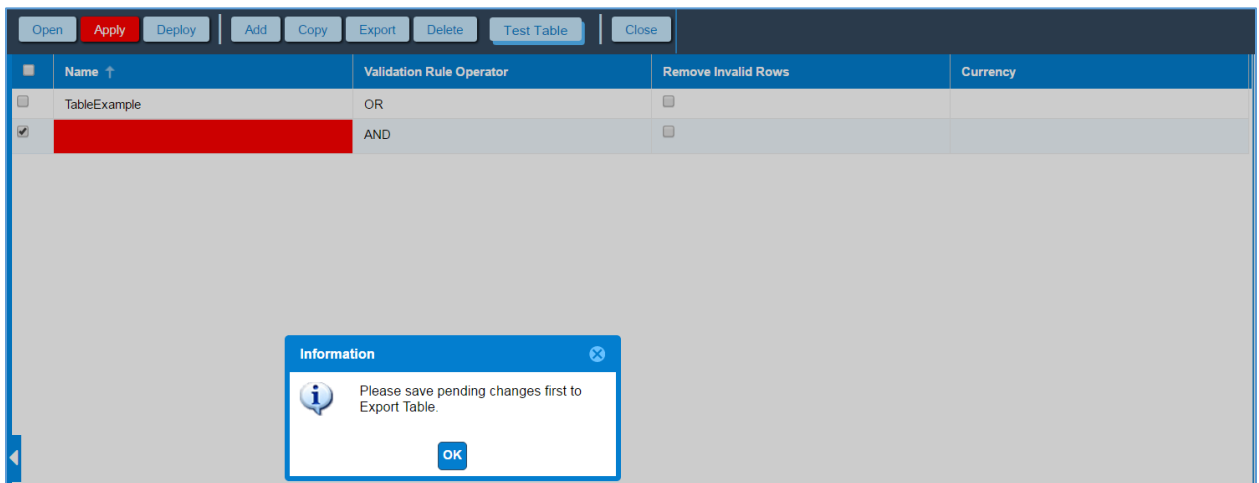 Open Apply Deploy Add Copy Export Delete Test Table Close
Name ↑ Validation Rule Operator Remove Invalid Rows Currency
TableExample OR
AND
Information
Please save pending changes first to
Export Table.
OK